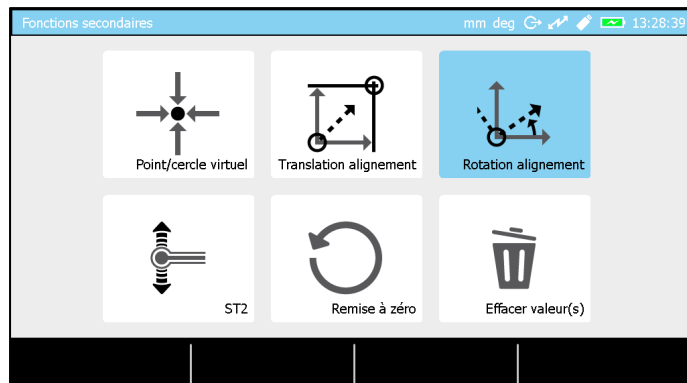 Fonctions secondaires mm deg 13:28:39
Point/cercle virtuel Translation alignement Rotation alignement
ST2 Remise à zéro Effacer valeur(s)